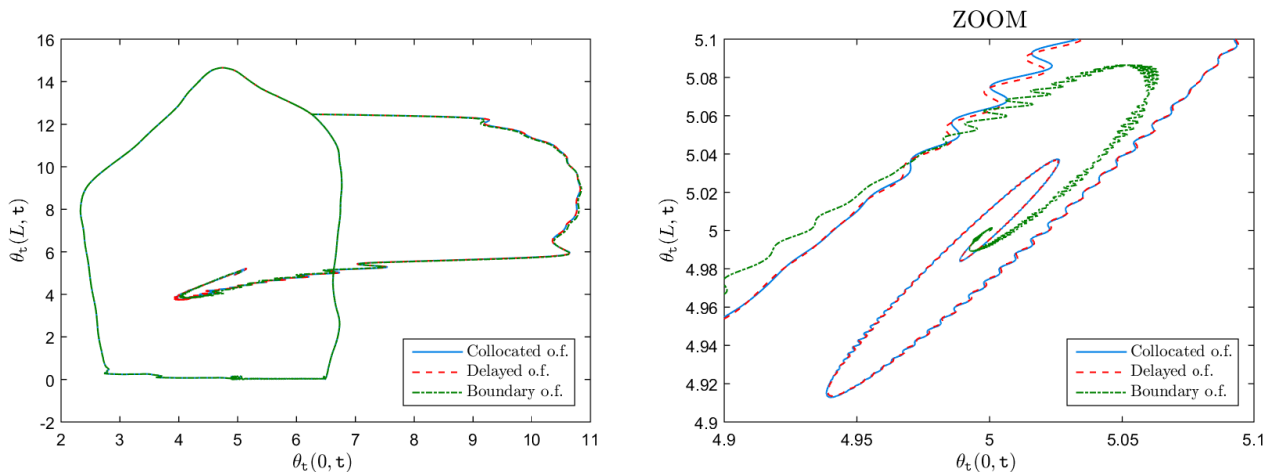 ZOOM
16
14
12
10
8
6
4
2
0
-2
2 3 4 5 6 7 8 9 10 11
θₜ(L, t)
θₜ(0, t)
Collocated o.f.
Delayed o.f.
Boundary o.f.
5.1
5.08
5.06
5.04
5.02
5
4.98
4.96
4.94
4.92
4.9
4.9 4.95 5 5.05 5.1
θₜ(L, t)
θₜ(0, t)
Collocated o.f.
Delayed o.f.
Boundary o.f.